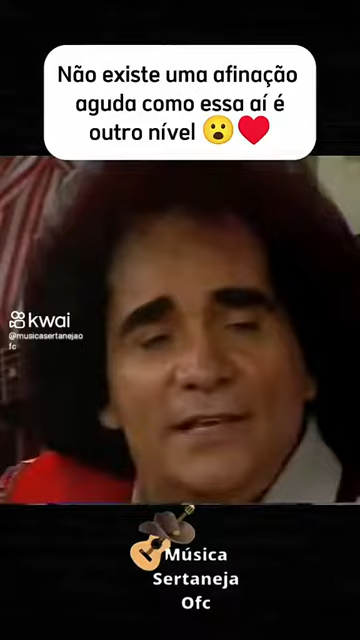 Não existe uma afinação
aguda como essa aí é
outro nível 😮♥️
kwai
@musicasertanejao
fc
Música
Sertaneja
Ofc